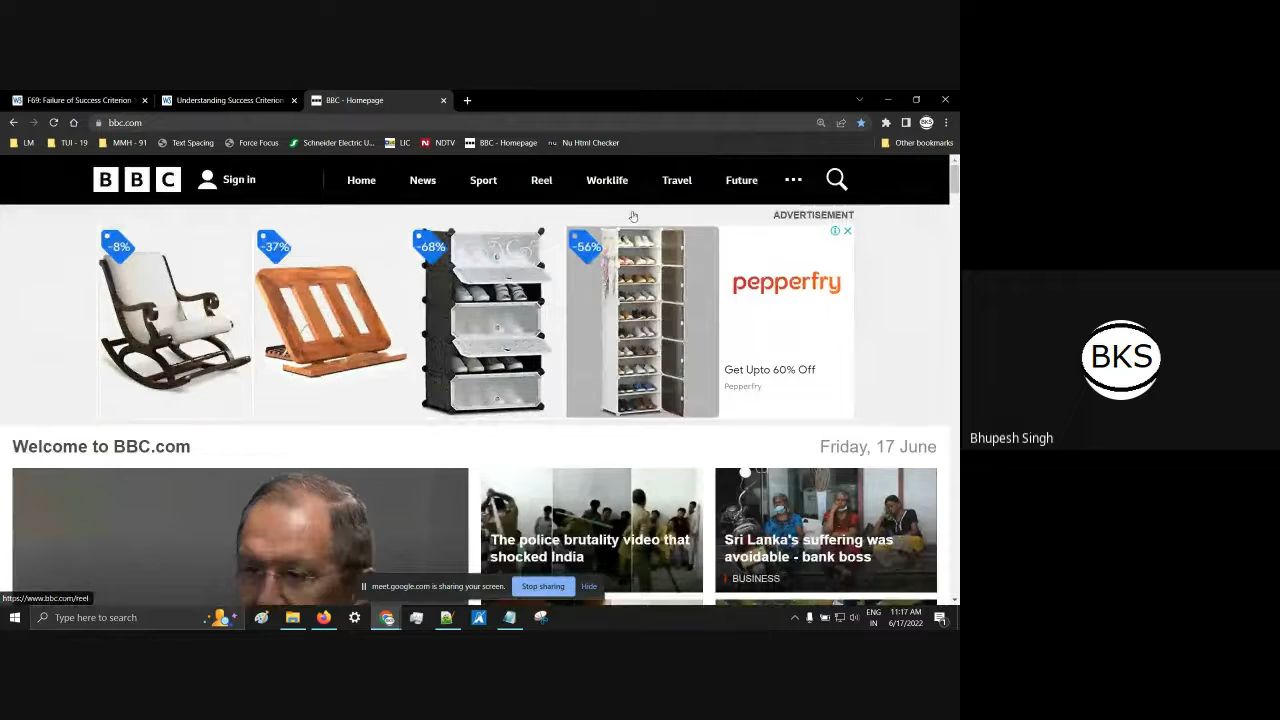 F69: Failure of Success Criterion
Understanding Success Criterion
BBC - Homepage
bbc.com
LM
TUI - 19
MMH - 91
Text Spacing
Force Focus
Schneider Electric U...
LIC
NDTV
BBC - Homepage
Nu Html Checker
Other bookmarks
BBC
Sign in
Home
News
Sport
Reel
Worklife
Travel
Future
ADVERTISEMENT
-8%
-37%
-68%
-56%
pepperfry
Get Upto 60% Off
Pepperfry
Welcome to BBC.com
Friday, 17 June
The police brutality video that
shocked India
Sri Lanka's suffering was
avoidable - bank boss
BUSINESS
meet.google.com is sharing your screen.
Stop sharing
Hide
https://www.bbc.com/reel
Type here to search
ENG
IN
11:17 AM
6/17/2022
BKS
Bhupesh Singh